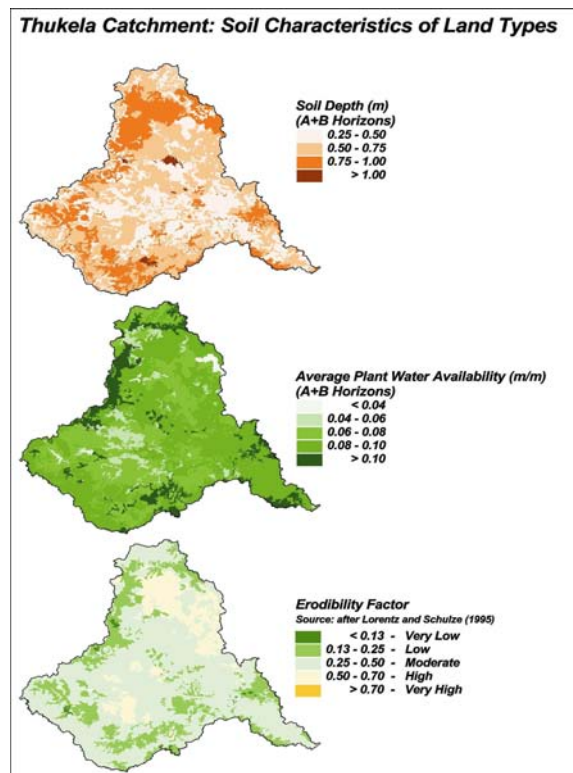 Thukela Catchment: Soil Characteristics of Land Types
Soil Depth (m)
(A+B Horizons)
0.25 - 0.50
0.50 - 0.75
0.75 - 1.00
> 1.00
Average Plant Water Availability (m/m)
(A+B Horizons)
< 0.04
0.04 - 0.06
0.06 - 0.08
0.08 - 0.10
> 0.10
Erodibility Factor
Source: after Lorentz and Schulze (1995)
< 0.13 - Very Low
0.13 - 0.25 - Low
0.25 - 0.50 - Moderate
0.50 - 0.70 - High
> 0.70 - Very High